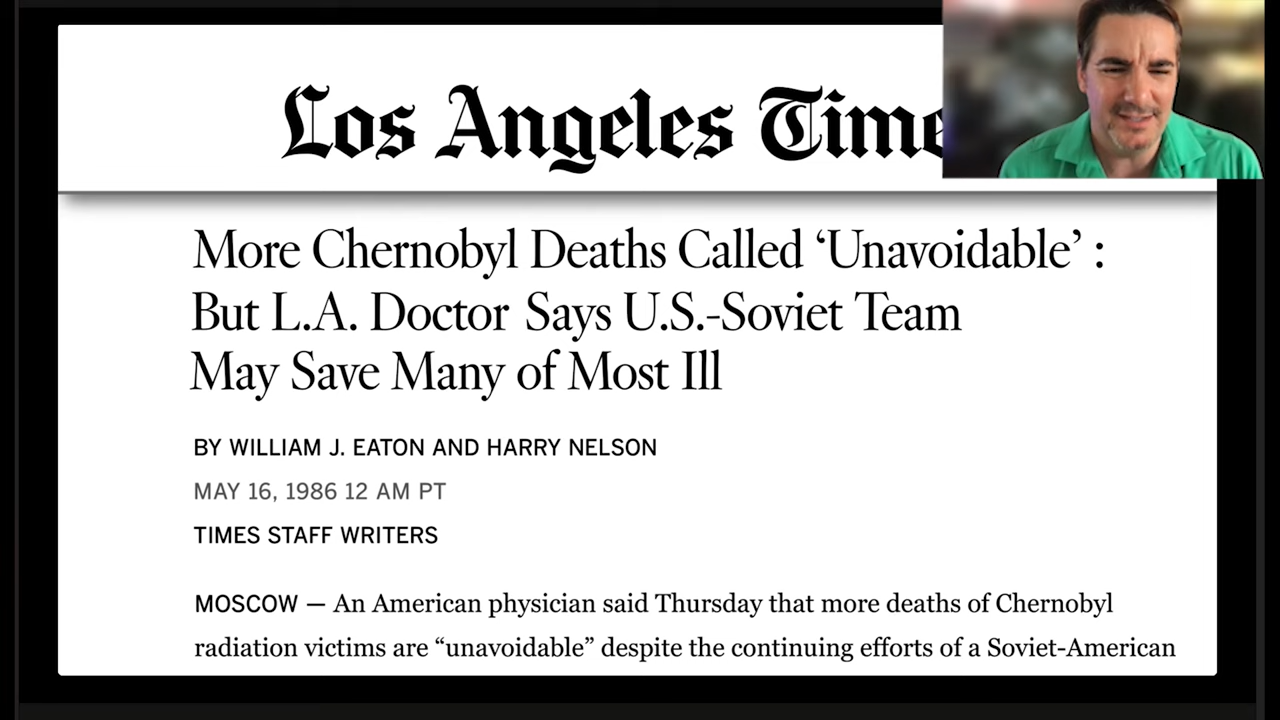 Los Angeles Time
More Chernobyl Deaths Called ‘Unavoidable’ :
But L.A. Doctor Says U.S.-Soviet Team
May Save Many of Most Ill
BY WILLIAM J. EATON AND HARRY NELSON
MAY 16, 1986 12 AM PT
TIMES STAFF WRITERS
MOSCOW — An American physician said Thursday that more deaths of Chernobyl
radiation victims are “unavoidable” despite the continuing efforts of a Soviet-American